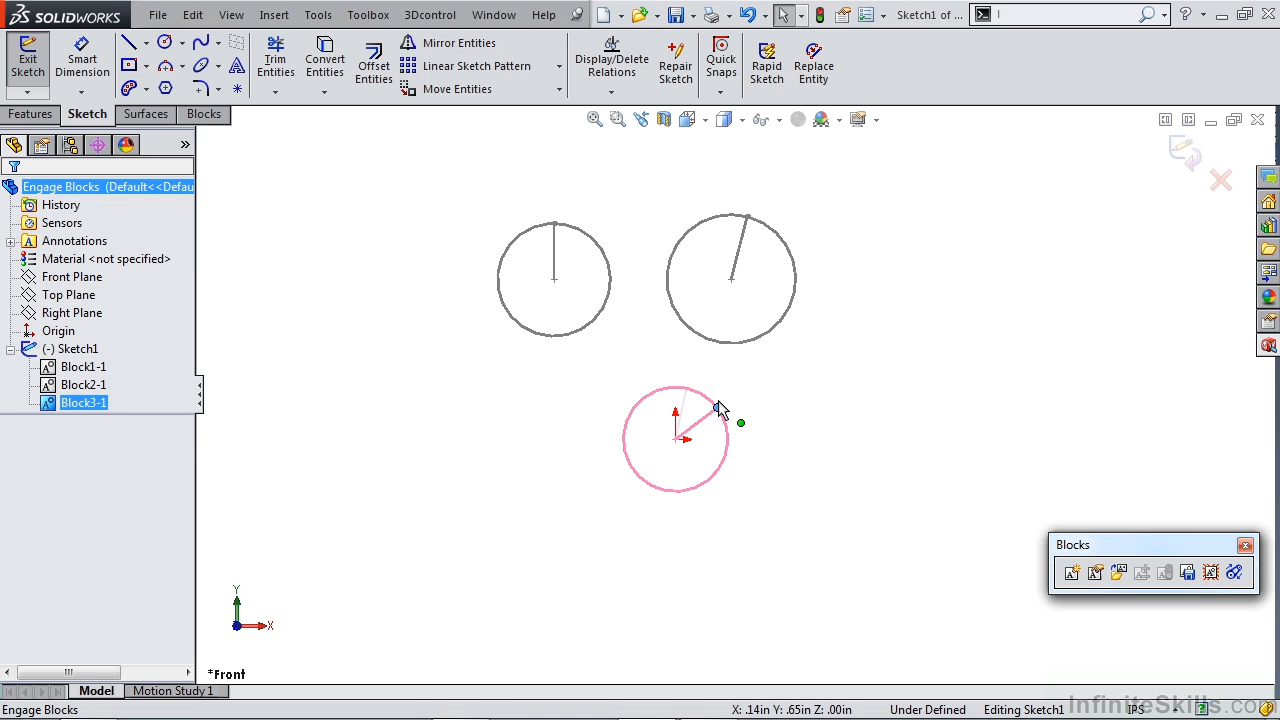 SOLIDWORKS File Edit View Insert Tools Toolbox 3Dcontrol Window Help Sketch1 of ...
Exit Sketch
Smart Dimension
Trim Entities
Convert Entities
Offset Entities
Mirror Entities
Linear Sketch Pattern
Move Entities
Display/Delete Relations
Repair Sketch
Quick Snaps
Rapid Sketch
Replace Entity
Features Sketch Surfaces Blocks
Engage Blocks (Default<<Defau
History
Sensors
Annotations
Material <not specified>
Front Plane
Top Plane
Right Plane
Origin
(-) Sketch1
Block1-1
Block2-1
Block3-1
Blocks
Y
X
*Front
Model Motion Study 1
InfiniteSkills.com
Engage Blocks X: .14in Y: .65in Z: .00in Under Defined Editing Sketch1 IPS